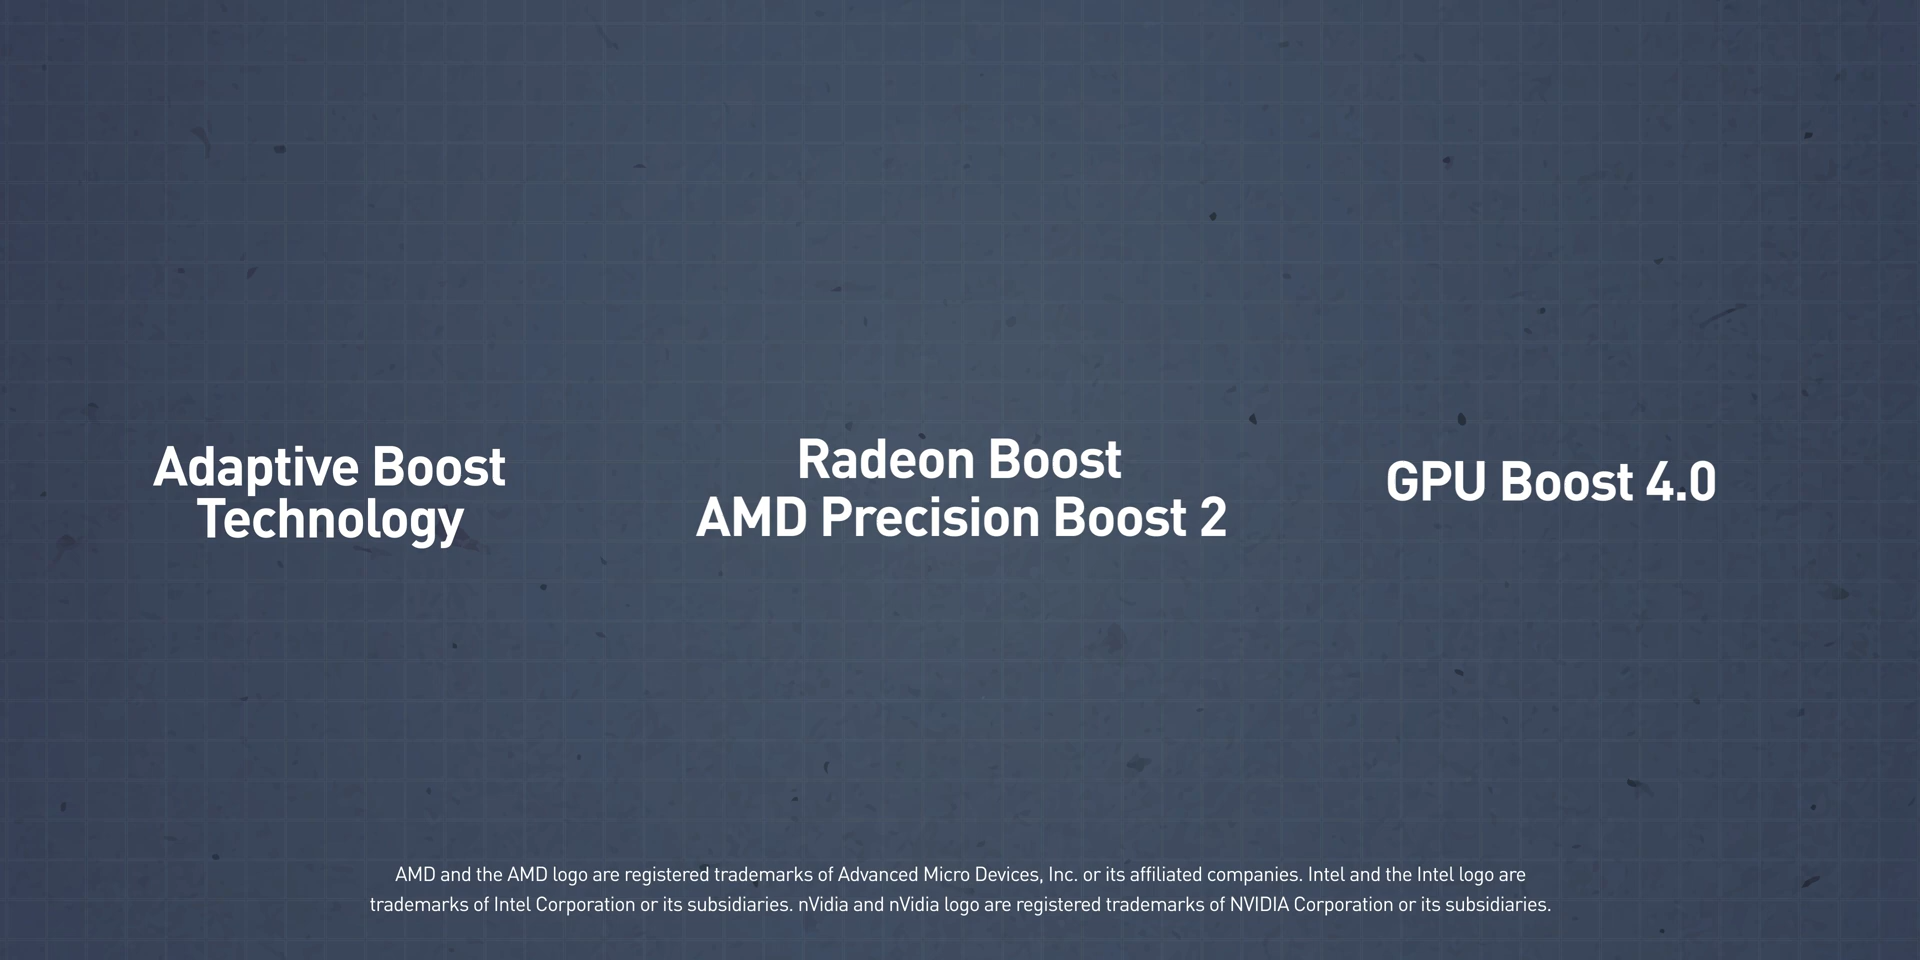 Adaptive Boost
Technology
Radeon Boost
AMD Precision Boost 2
GPU Boost 4.0
AMD and the AMD logo are registered trademarks of Advanced Micro Devices, Inc. or its affiliated companies. Intel and the Intel logo are
trademarks of Intel Corporation or its subsidiaries. nVidia and nVidia logo are registered trademarks of NVIDIA Corporation or its subsidiaries.